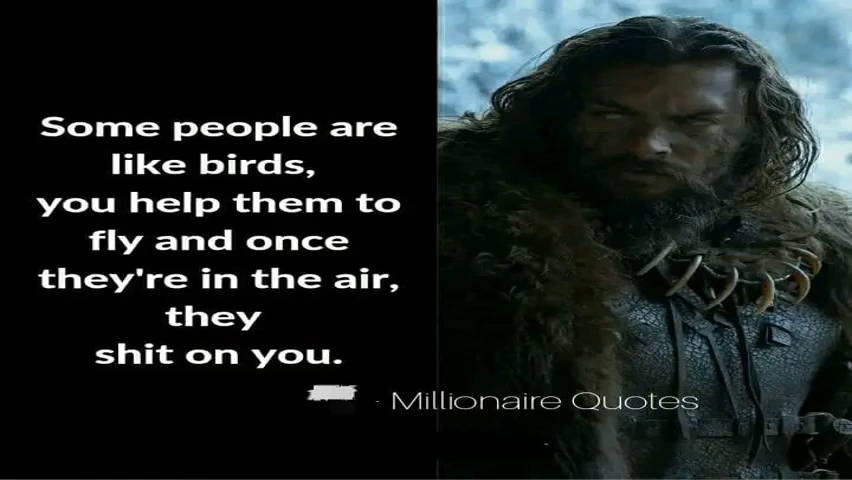 Some people are
like birds,
you help them to
fly and once
they're in the air,
they
shit on you.
- Millionaire Quotes